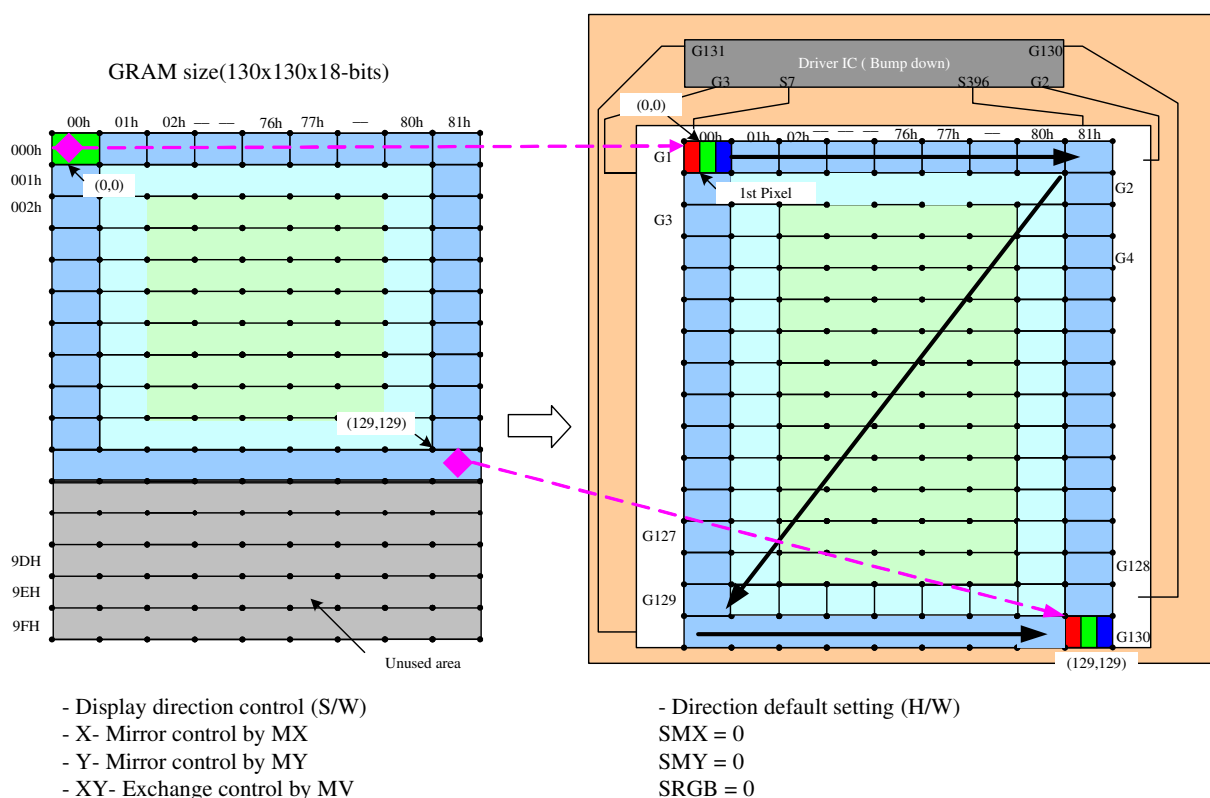 GRAM size(130x130x18-bits)
00h 01h 02h — — 76h 77h — 80h 81h
000h
001h
002h
(0,0)
(129,129)
9DH
9EH
9FH
Unused area
G131
G130
Driver IC ( Bump down)
G3 S7 S396 G2
(0,0)
00h 01h 02h — — — 76h 77h — 80h 81h
G1
1st Pixel
G2
G3
G4
G127
G128
G129
G130
(129,129)
- Display direction control (S/W)
- X- Mirror control by MX
- Y- Mirror control by MY
- XY- Exchange control by MV
- Direction default setting (H/W)
SMX = 0
SMY = 0
SRGB = 0